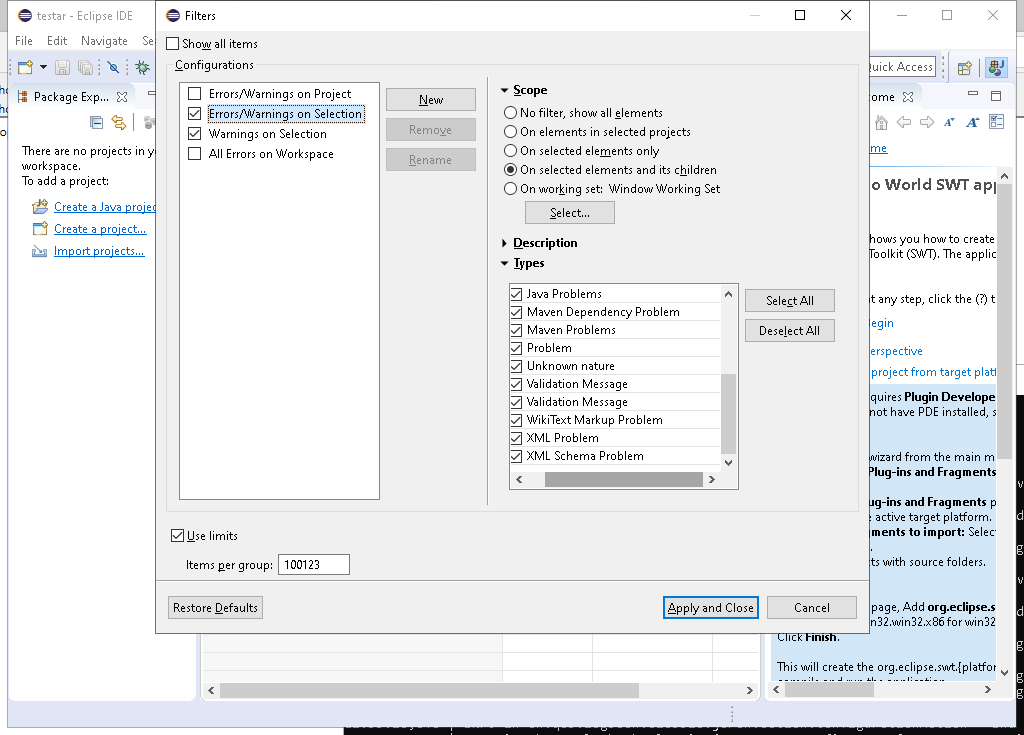 testar - Eclipse IDE
File Edit Navigate
Package Exp...
There are no projects in
workspace.
To add a project:
Create a Java
Create a project...
Import projects...
Filters
Show all items
Configurations
Errors/Warnings on Project
Errors/Warnings on Selection
Warnings on Selection
All Errors on Workspace
New
Remove
Rename
Scope
No filter, show all elements
On elements in selected projects
On selected elements only
On selected elements and its children
On working set: Window Working Set
Select...
Description
Types
Java Problems
Maven Dependency Problem
Maven Problems
Problem
Unknown nature
Validation Message
Validation Message
WikiText Markup Problem
XML Problem
XML Schema Problem
Select All
Deselect All
Use limits
Items per group: 100123
Restore Defaults
Apply and Close
Cancel
Quick Access
o World SWT app
hows you how to create
Toolkit (SWT). The applic
t any step, click the (?) t
egin
erspective
project from target platf
quires Plugin Develope
not have PDE installed, s
wizard from the main m
Plug-ins and Fragments
ug-ins and Fragments p
e active target platform.
gments to import: Select
ts with source folders.
page, Add org.eclipse.s
n32.win32.x86 for win32
Click Finish.
This will create the org.eclipse.swt.{platfor
compile and run the application